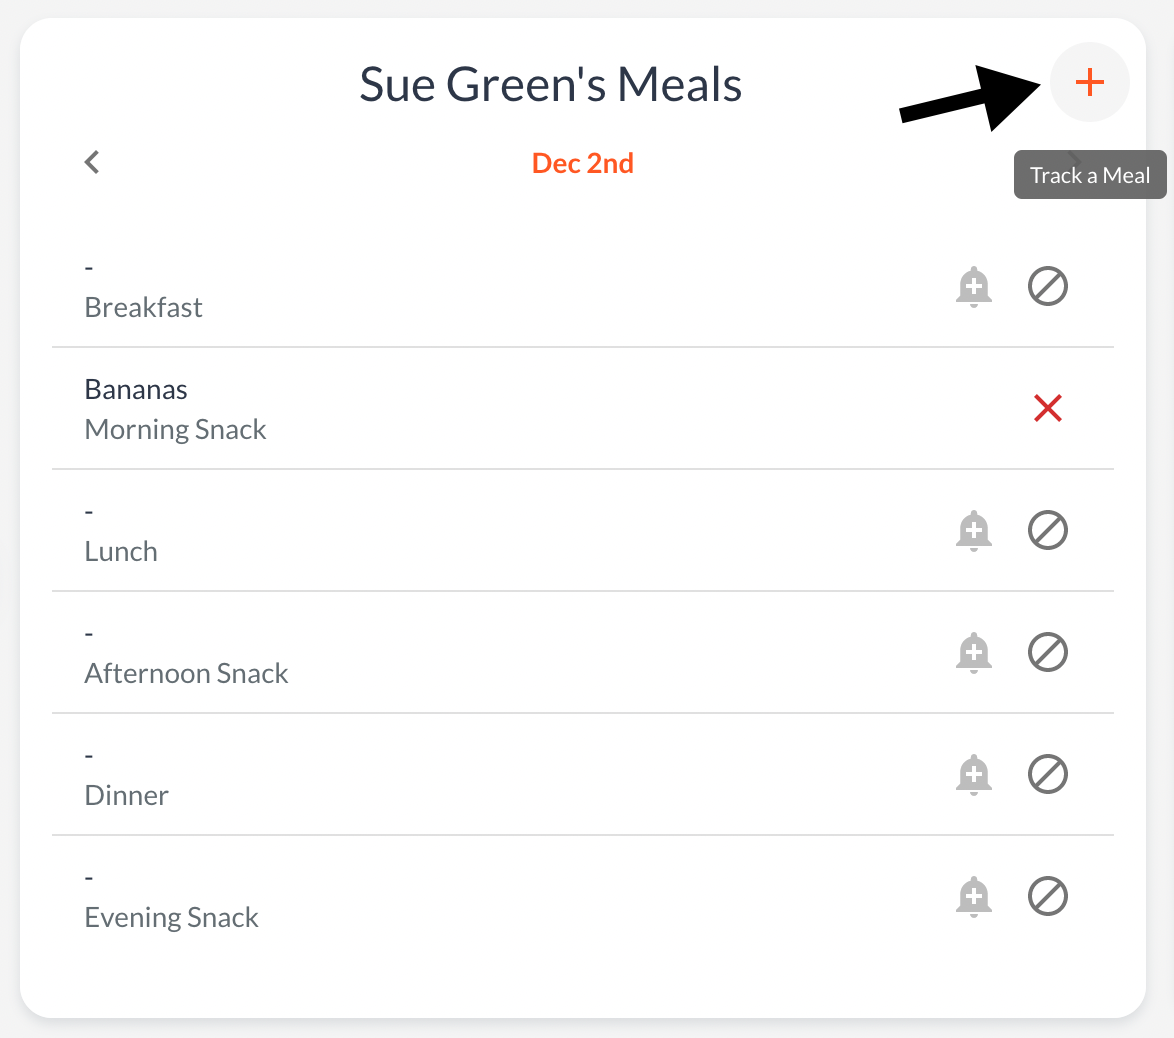 Sue Green's Meals
Dec 2nd
Track a Meal
-
Breakfast
Bananas
Morning Snack
-
Lunch
-
Afternoon Snack
-
Dinner
-
Evening Snack